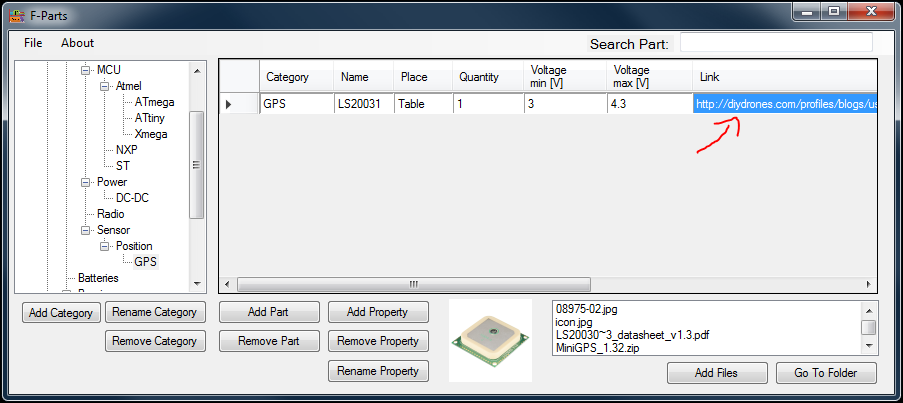 F-Parts
File About
Search Part:
MCU
Atmel
ATmega
ATtiny
Xmega
NXP
ST
Power
DC-DC
Radio
Sensor
Position
GPS
Batteries
Category Name Place Quantity Voltage min [V] Voltage max [V] Link
GPS LS20031 Table 1 3 4.3 http://diydrones.com/profiles/blogs/us
Add Category Rename Category
Remove Category
Add Part Add Property
Remove Part Remove Property
Rename Property
08975-02.jpg
icon.jpg
LS20030~3_datasheet_v1.3.pdf
MiniGPS_1.32.zip
Add Files Go To Folder